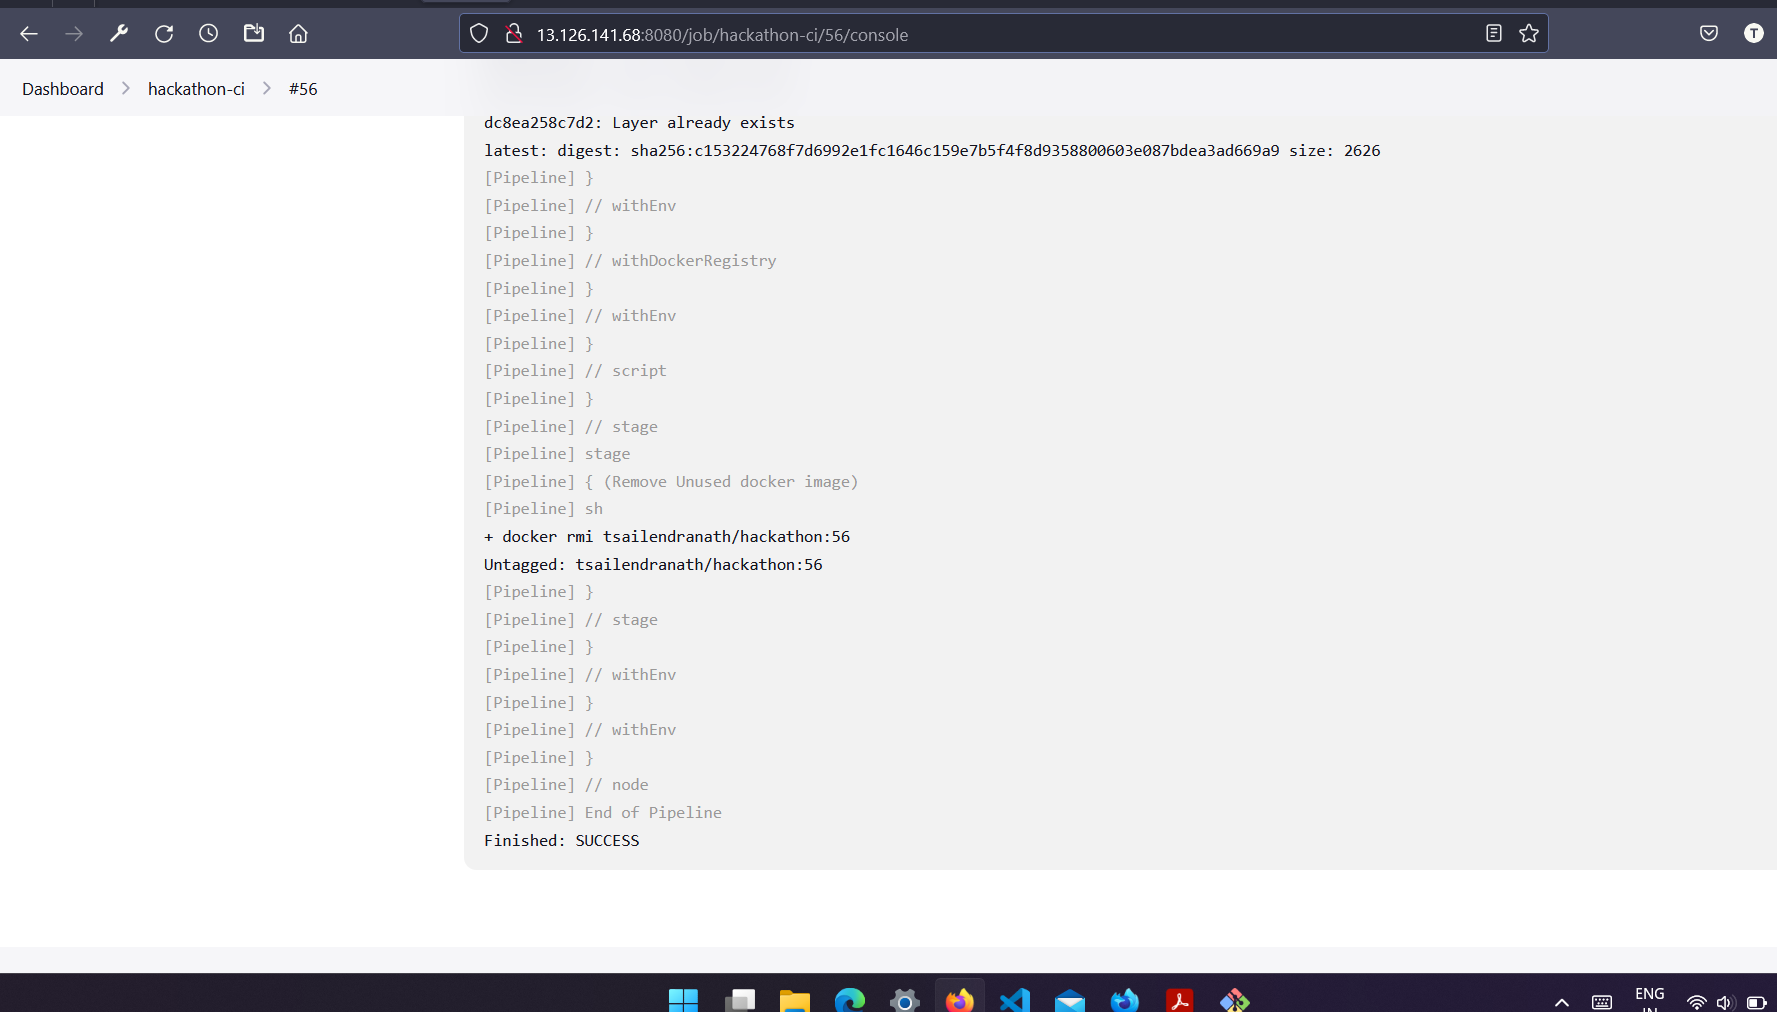 13.126.141.68:8080/job/hackathon-ci/56/console
T
Dashboard > hackathon-ci > #56
dc8ea258c7d2: Layer already exists
latest: digest: sha256:c153224768f7d6992e1fc1646c159e7b5f4f8d9358800603e087bdea3ad669a9 size: 2626
[Pipeline] }
[Pipeline] // withEnv
[Pipeline] }
[Pipeline] // withDockerRegistry
[Pipeline] }
[Pipeline] // withEnv
[Pipeline] }
[Pipeline] // script
[Pipeline] }
[Pipeline] // stage
[Pipeline] stage
[Pipeline] { (Remove Unused docker image)
[Pipeline] sh
+ docker rmi tsailendranath/hackathon:56
Untagged: tsailendranath/hackathon:56
[Pipeline] }
[Pipeline] // stage
[Pipeline] }
[Pipeline] // withEnv
[Pipeline] }
[Pipeline] // withEnv
[Pipeline] }
[Pipeline] // node
[Pipeline] End of Pipeline
Finished: SUCCESS
ENG
IN